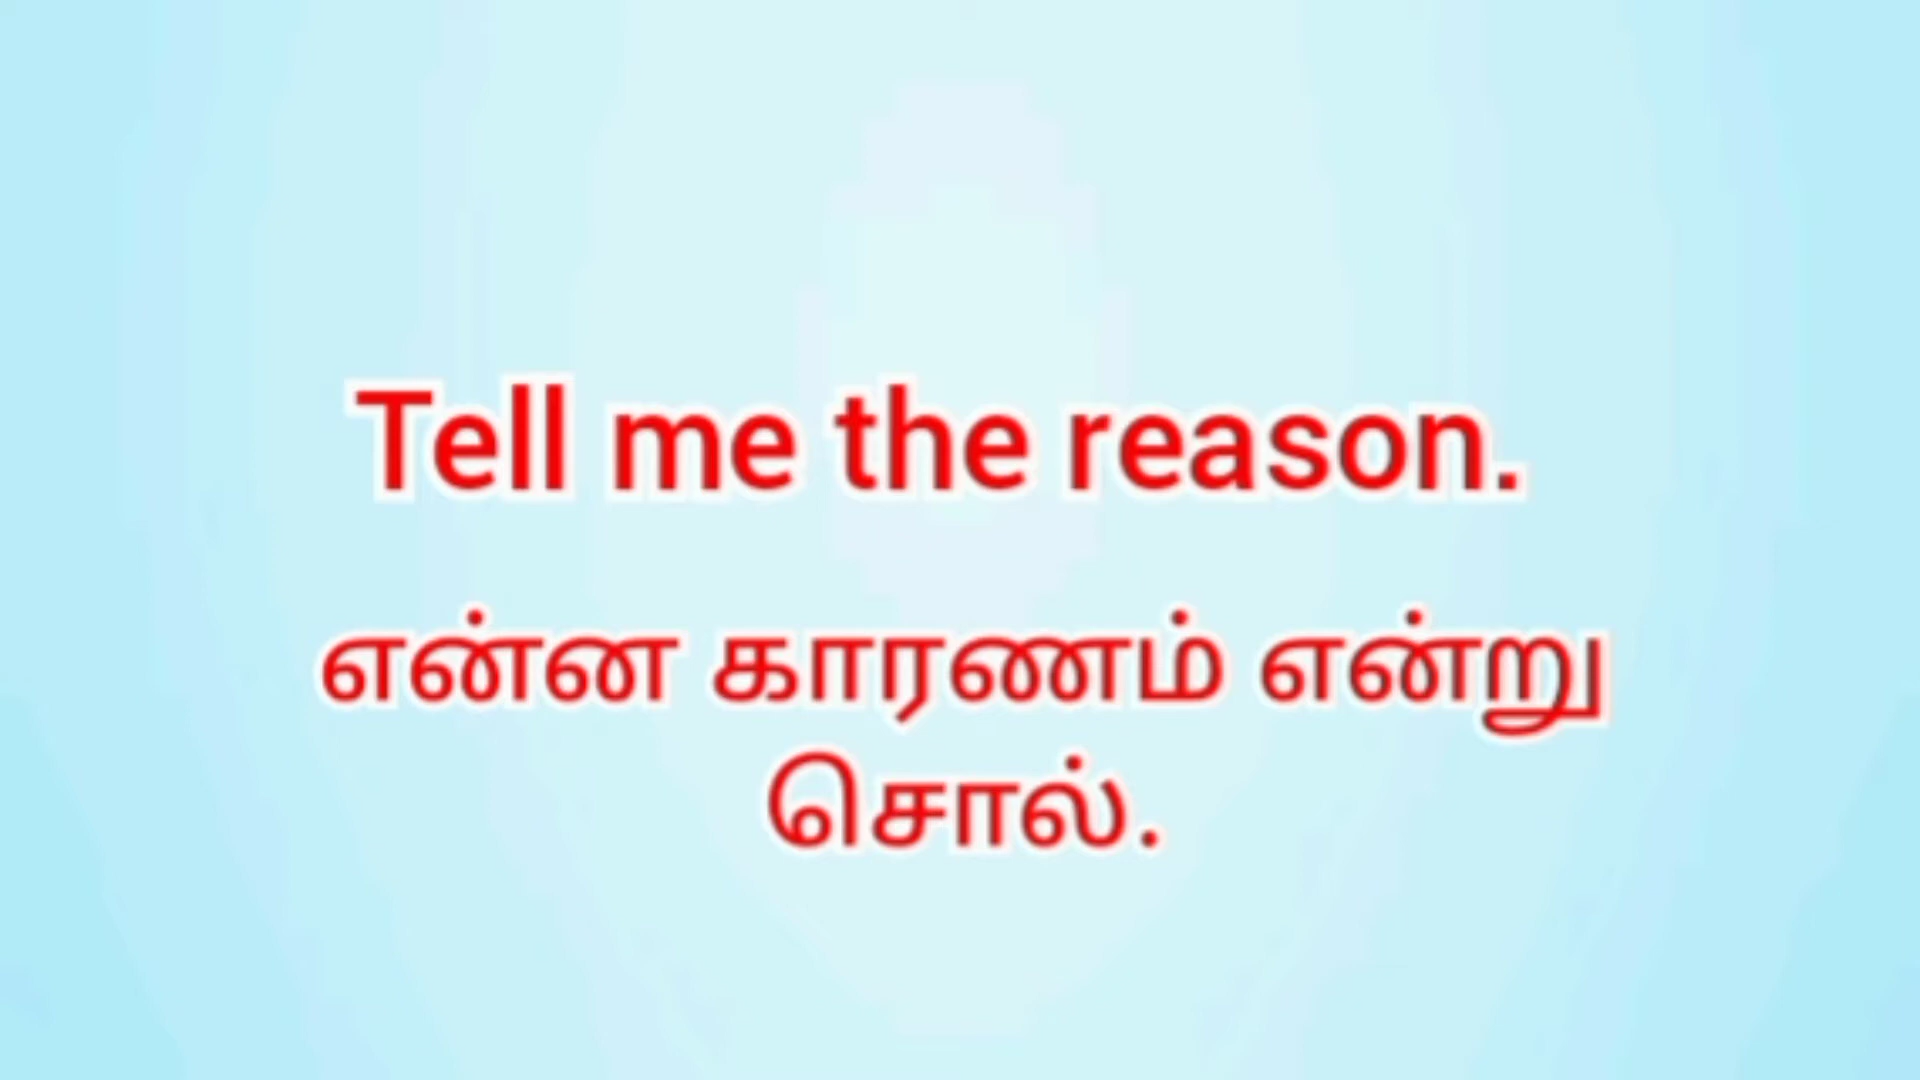 Tell me the reason.
என்ன காரணம் என்று
சொல்.